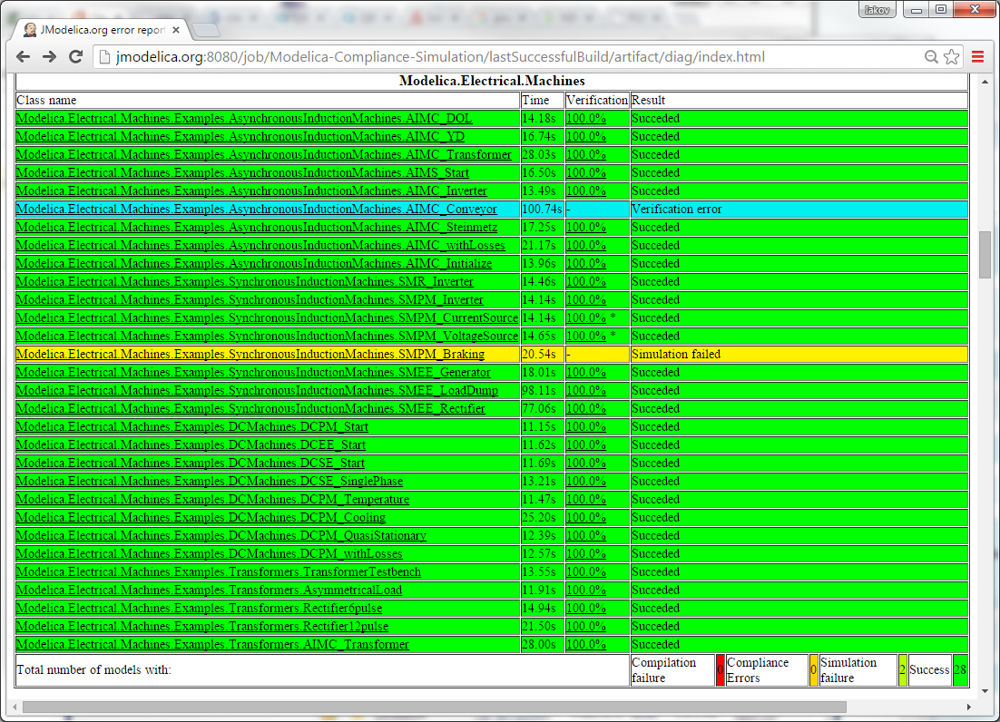 Iakov
JModelica.org error report
jmodelica.org:8080/job/Modelica-Compliance-Simulation/lastSuccessfulBuild/artifact/diag/index.html
Modelica.Electrical.Machines
Class name Time Verification Result
Modelica.Electrical.Machines.Examples.AsynchronousInductionMachines.AIMC_DOL 14.18s 100.0% Succeded
Modelica.Electrical.Machines.Examples.AsynchronousInductionMachines.AIMC_YD 16.74s 100.0% Succeded
Modelica.Electrical.Machines.Examples.AsynchronousInductionMachines.AIMC_Transformer 28.03s 100.0% Succeded
Modelica.Electrical.Machines.Examples.AsynchronousInductionMachines.AIMS_Start 16.50s 100.0% Succeded
Modelica.Electrical.Machines.Examples.AsynchronousInductionMachines.AIMC_Inverter 13.49s 100.0% Succeded
Modelica.Electrical.Machines.Examples.AsynchronousInductionMachines.AIMC_Conveyor 100.74s - Verification error
Modelica.Electrical.Machines.Examples.AsynchronousInductionMachines.AIMC_Steinmetz 17.25s 100.0% Succeded
Modelica.Electrical.Machines.Examples.AsynchronousInductionMachines.AIMC_withLosses 21.17s 100.0% Succeded
Modelica.Electrical.Machines.Examples.AsynchronousInductionMachines.AIMC_Initialize 13.96s 100.0% Succeded
Modelica.Electrical.Machines.Examples.SynchronousInductionMachines.SMR_Inverter 14.46s 100.0% Succeded
Modelica.Electrical.Machines.Examples.SynchronousInductionMachines.SMPM_Inverter 14.14s 100.0% Succeded
Modelica.Electrical.Machines.Examples.SynchronousInductionMachines.SMPM_CurrentSource 14.14s 100.0% * Succeded
Modelica.Electrical.Machines.Examples.SynchronousInductionMachines.SMPM_VoltageSource 14.65s 100.0% * Succeded
Modelica.Electrical.Machines.Examples.SynchronousInductionMachines.SMPM_Braking 20.54s - Simulation failed
Modelica.Electrical.Machines.Examples.SynchronousInductionMachines.SMEE_Generator 18.01s 100.0% Succeded
Modelica.Electrical.Machines.Examples.SynchronousInductionMachines.SMEE_LoadDump 98.11s 100.0% Succeded
Modelica.Electrical.Machines.Examples.SynchronousInductionMachines.SMEE_Rectifier 77.06s 100.0% Succeded
Modelica.Electrical.Machines.Examples.DCMachines.DCPM_Start 11.15s 100.0% Succeded
Modelica.Electrical.Machines.Examples.DCMachines.DCEE_Start 11.62s 100.0% Succeded
Modelica.Electrical.Machines.Examples.DCMachines.DCSE_Start 11.69s 100.0% Succeded
Modelica.Electrical.Machines.Examples.DCMachines.DCSE_SinglePhase 13.21s 100.0% Succeded
Modelica.Electrical.Machines.Examples.DCMachines.DCPM_Temperature 11.47s 100.0% Succeded
Modelica.Electrical.Machines.Examples.DCMachines.DCPM_Cooling 25.20s 100.0% Succeded
Modelica.Electrical.Machines.Examples.DCMachines.DCPM_QuasiStationary 12.39s 100.0% Succeded
Modelica.Electrical.Machines.Examples.DCMachines.DCPM_withLosses 12.57s 100.0% Succeded
Modelica.Electrical.Machines.Examples.Transformers.TransformerTestbench 13.55s 100.0% Succeded
Modelica.Electrical.Machines.Examples.Transformers.AsymmetricalLoad 11.91s 100.0% Succeded
Modelica.Electrical.Machines.Examples.Transformers.Rectifier6pulse 14.94s 100.0% Succeded
Modelica.Electrical.Machines.Examples.Transformers.Rectifier12pulse 21.50s 100.0% Succeded
Modelica.Electrical.Machines.Examples.Transformers.AIMC_Transformer 28.00s 100.0% Succeded
Total number of models with: Compilation failure 0 Compliance Errors 0 Simulation failure 2 Success 28